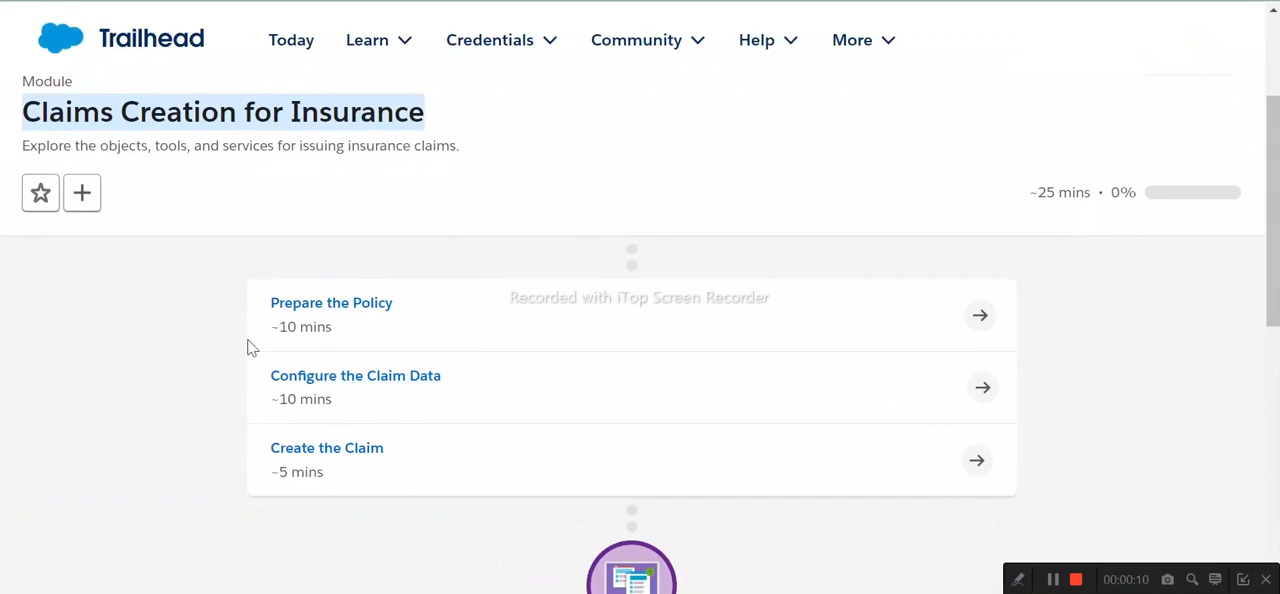 Trailhead
Today Learn Credentials Community Help More
Module
Claims Creation for Insurance
Explore the objects, tools, and services for issuing insurance claims.
~25 mins • 0%
Prepare the Policy
~10 mins
Recorded with iTop Screen Recorder
Configure the Claim Data
~10 mins
Create the Claim
~5 mins
00:00:10